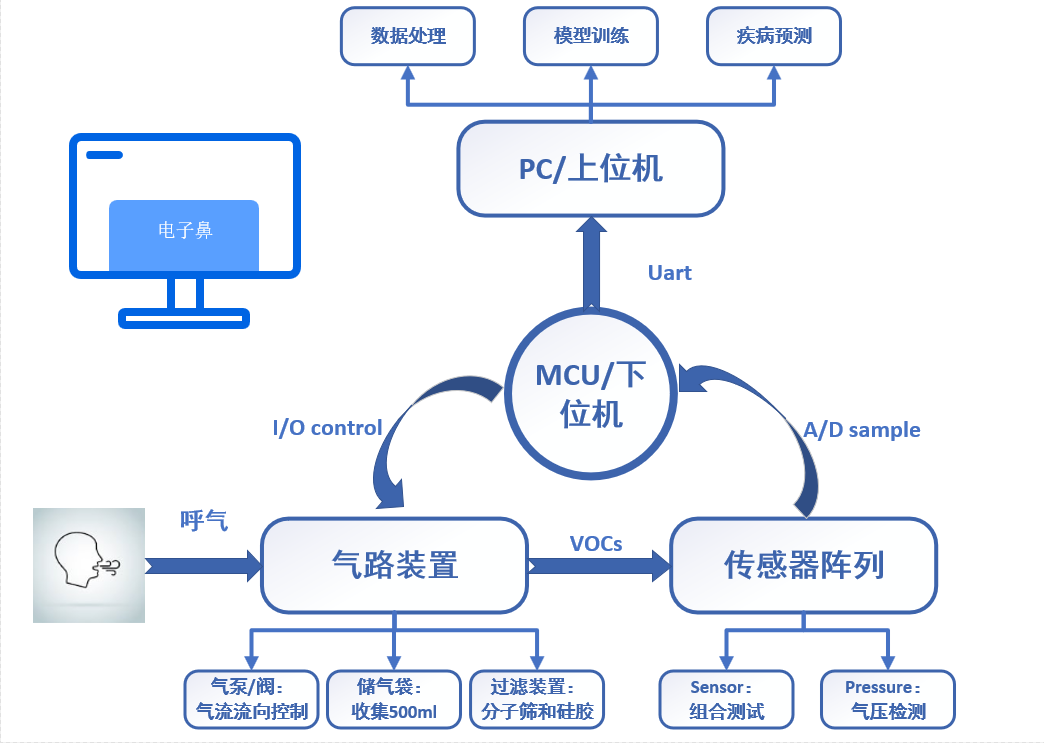 数据处理
模型训练
疾病预测
PC/上位机
电子鼻
Uart
MCU/下
位机
I/O control
A/D sample
呼气
气路装置
VOCs
传感器阵列
气泵/阀：
气流流向控制
储气袋：
收集500ml
过滤装置：
分子筛和硅胶
Sensor：
组合测试
Pressure：
气压检测